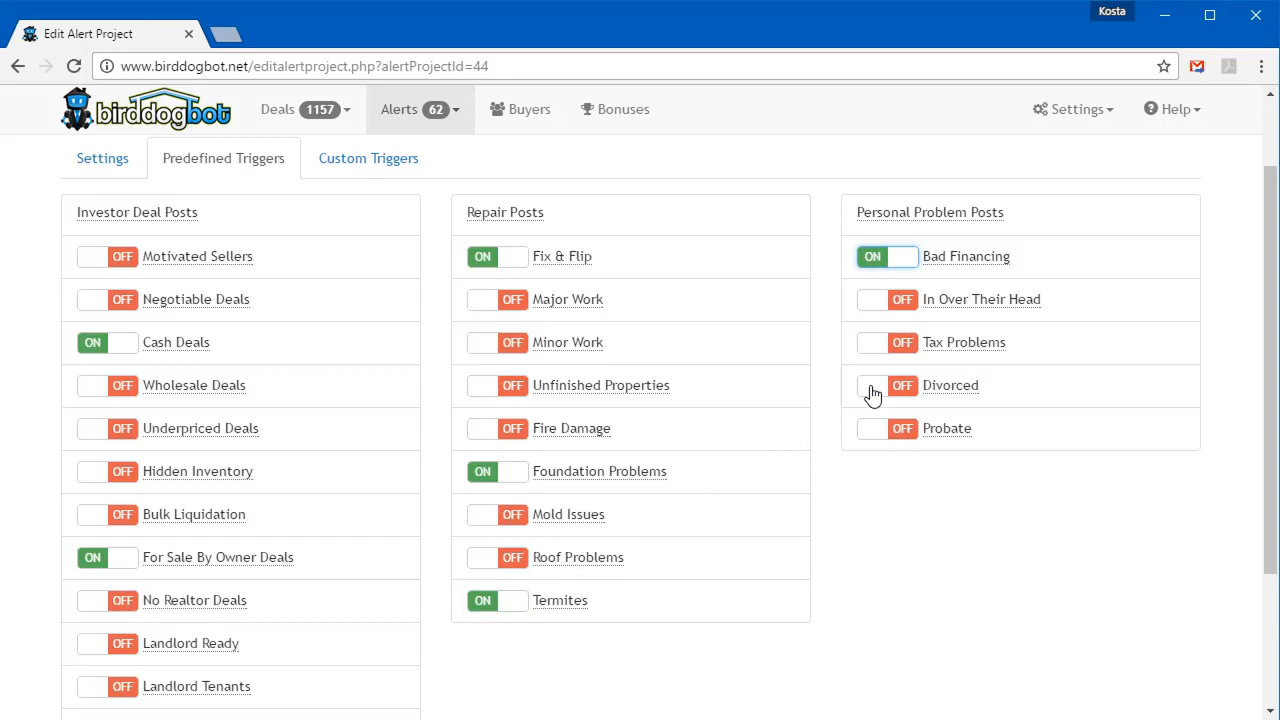 Kosta
Edit Alert Project
www.birddogbot.net/editalertproject.php?alertProjectId=44
birddogbot
Deals 1157
Alerts 62
Buyers
Bonuses
Settings
Help
Settings
Predefined Triggers
Custom Triggers
Investor Deal Posts
OFF Motivated Sellers
OFF Negotiable Deals
ON Cash Deals
OFF Wholesale Deals
OFF Underpriced Deals
OFF Hidden Inventory
OFF Bulk Liquidation
ON For Sale By Owner Deals
OFF No Realtor Deals
OFF Landlord Ready
OFF Landlord Tenants
Repair Posts
ON Fix & Flip
OFF Major Work
OFF Minor Work
OFF Unfinished Properties
OFF Fire Damage
ON Foundation Problems
OFF Mold Issues
OFF Roof Problems
ON Termites
Personal Problem Posts
ON Bad Financing
OFF In Over Their Head
OFF Tax Problems
OFF Divorced
OFF Probate